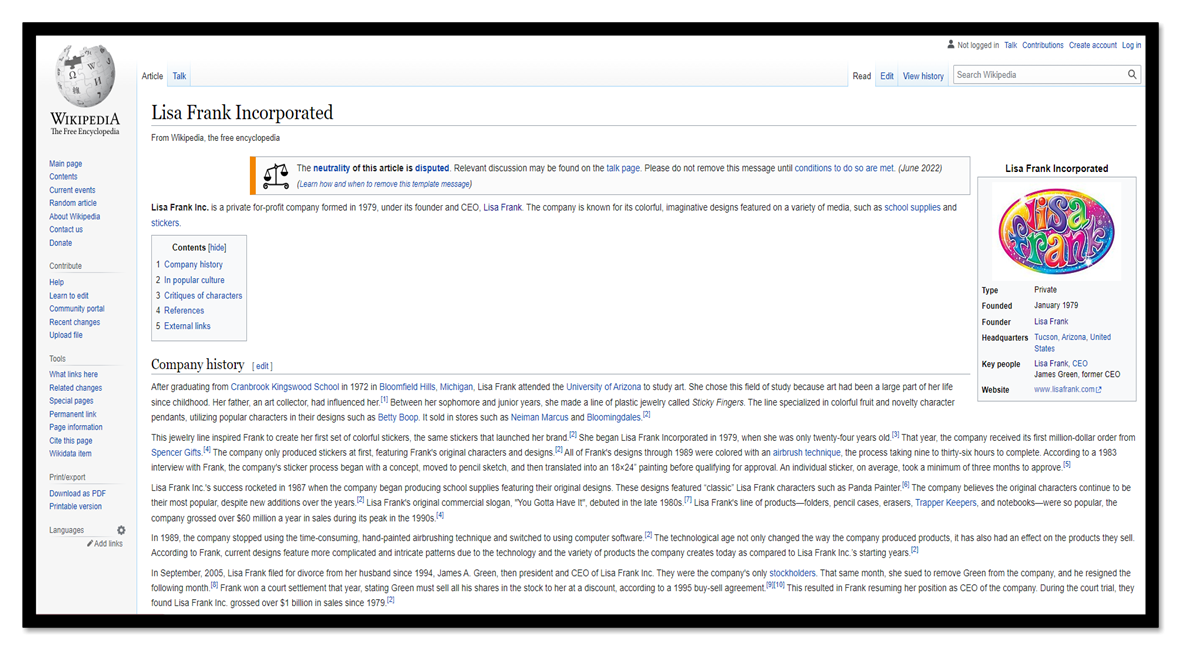 Not logged in Talk Contributions Create account Log in
Article Talk
Read Edit View history Search Wikipedia
WIKIPEDIA
The Free Encyclopedia
Main page
Contents
Current events
Random article
About Wikipedia
Contact us
Donate
Contribute
Help
Learn to edit
Community portal
Recent changes
Upload file
Tools
What links here
Related changes
Special pages
Permanent link
Page information
Cite this page
Wikidata item
Print/export
Download as PDF
Printable version
Languages
Add links
Lisa Frank Incorporated
From Wikipedia, the free encyclopedia
The neutrality of this article is disputed. Relevant discussion may be found on the talk page. Please do not remove this message until conditions to do so are met. (June 2022)
(Learn how and when to remove this template message)
Lisa Frank Inc. is a private for-profit company formed in 1979, under its founder and CEO, Lisa Frank. The company is known for its colorful, imaginative designs featured on a variety of media, such as school supplies and
stickers.
Contents [hide]
1 Company history
2 In popular culture
3 Critiques of characters
4 References
5 External links
Lisa Frank Incorporated
lisa
frank
Type Private
Founded January 1979
Founder Lisa Frank
Headquarters Tucson, Arizona, United
States
Key people Lisa Frank, CEO
James Green, former CEO
Website www.lisafrank.com
Company history [ edit ]
After graduating from Cranbrook Kingswood School in 1972 in Bloomfield Hills, Michigan, Lisa Frank attended the University of Arizona to study art. She chose this field of study because art had been a large part of her life
since childhood. Her father, an art collector, had influenced her.[1] Between her sophomore and junior years, she made a line of plastic jewelry called Sticky Fingers. The line specialized in colorful fruit and novelty character
pendants, utilizing popular characters in their designs such as Betty Boop. It sold in stores such as Neiman Marcus and Bloomingdales.[2]
This jewelry line inspired Frank to create her first set of colorful stickers, the same stickers that launched her brand.[2] She began Lisa Frank Incorporated in 1979, when she was only twenty-four years old.[3] That year, the company received its first million-dollar order from
Spencer Gifts.[4] The company only produced stickers at first, featuring Frank's original characters and designs.[2] All of Frank's designs through 1989 were colored with an airbrush technique, the process taking nine to thirty-six hours to complete. According to a 1983
interview with Frank, the company's sticker process began with a concept, moved to pencil sketch, and then translated into an 18×24" painting before qualifying for approval. An individual sticker, on average, took a minimum of three months to approve.[5]
Lisa Frank Inc.'s success rocketed in 1987 when the company began producing school supplies featuring their original designs. These designs featured "classic" Lisa Frank characters such as Panda Painter.[6] The company believes the original characters continue to be
their most popular, despite new additions over the years.[2] Lisa Frank's original commercial slogan, "You Gotta Have It", debuted in the late 1980s.[7] Lisa Frank's line of products—folders, pencil cases, erasers, Trapper Keepers, and notebooks—were so popular, the
company grossed over $60 million a year in sales during its peak in the 1990s.[4]
In 1989, the company stopped using the time-consuming, hand-painted airbrushing technique and switched to using computer software.[2] The technological age not only changed the way the company produced products, it has also had an effect on the products they sell.
According to Frank, current designs feature more complicated and intricate patterns due to the technology and the variety of products the company creates today as compared to Lisa Frank Inc.'s starting years.[2]
In September, 2005, Lisa Frank filed for divorce from her husband since 1994, James A. Green, then president and CEO of Lisa Frank Inc. They were the company's only stockholders. That same month, she sued to remove Green from the company, and he resigned the
following month.[8] Frank won a court settlement that year, stating Green must sell all his shares in the stock to her at a discount, according to a 1995 buy-sell agreement.[9][10] This resulted in Frank resuming her position as CEO of the company. During the court trial, they
found Lisa Frank Inc. grossed over $1 billion in sales since 1979.[2]